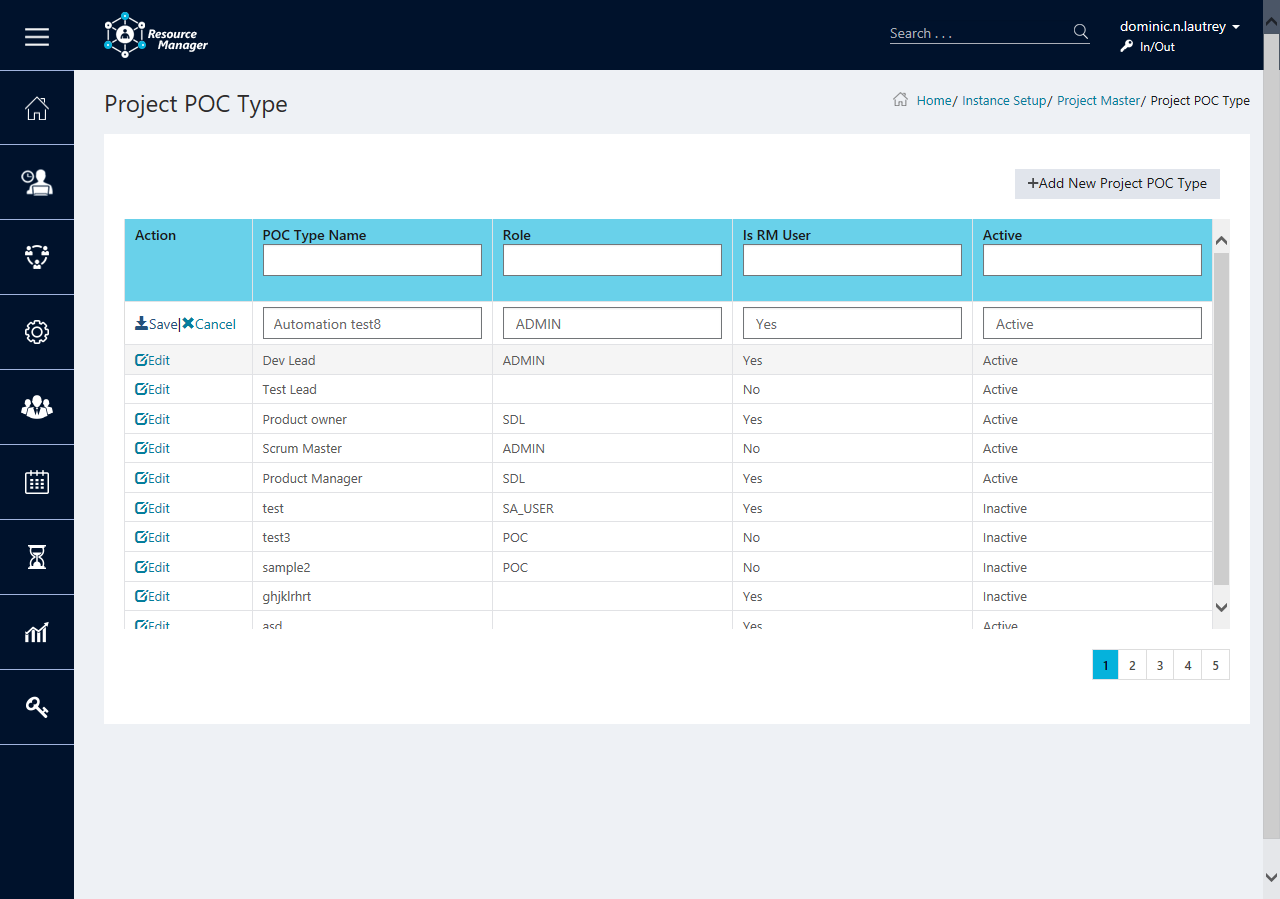 Resource
Manager
Search . . .
dominic.n.lautrey
In/Out
Project POC Type
Home/ Instance Setup/ Project Master/ Project POC Type
+Add New Project POC Type
Action POC Type Name Role Is RM User Active
Save|Cancel Automation test8 ADMIN Yes Active
Edit Dev Lead ADMIN Yes Active
Edit Test Lead No Active
Edit Product owner SDL Yes Active
Edit Scrum Master ADMIN No Active
Edit Product Manager SDL Yes Active
Edit test SA_USER Yes Inactive
Edit test3 POC No Inactive
Edit sample2 POC No Inactive
Edit ghjklrhrt Yes Inactive
Edit asd Yes Active
1 2 3 4 5